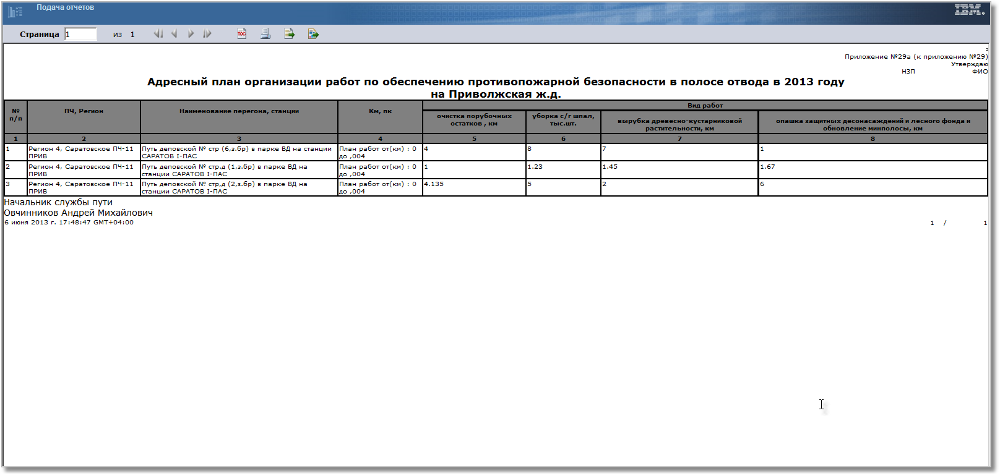 Подача отчетов
IBM.
Страница 1 из 1
TOC
:
Приложение №29а (к приложению №29)
Утверждаю
НЗП ФИО
Адресный план организации работ по обеспечению противопожарной безопасности в полосе отвода в 2013 году
на Приволжская ж.д.
№ п/п
ПЧ, Регион
Наименование перегона, станции
Км, пк
Вид работ
очистка порубочных
остатков , км
уборка с/г шпал,
тыс.шт.
вырубка древесно-кустарниковой
растительности, км
опашка защитных десонасаждений и лесного фонда и
обновление минполосы, км
1 2 3 4 5 6 7 8
1 Регион 4, Саратовское ПЧ-11 Путь деповской № стр (6,з.бр) в парке ВД на станции План работ от(км) : 0 4 8 7 1
ПРИВ САРАТОВ I-ПАС до ,004
2 Регион 4, Саратовское ПЧ-11 Путь деповской № стр.д (1,з.бр) в парке ВД на План работ от(км) : 0 1 1.23 1.45 1.67
ПРИВ станции САРАТОВ I-ПАС до ,004
3 Регион 4, Саратовское ПЧ-11 Путь деповской № стр,д (2,з.бр) в парке ВД на План работ от(км) : 0 4.135 5 2 6
ПРИВ станции САРАТОВ I-ПАС до ,004
Начальник службы пути
Овчинников Андрей Михайлович
6 июня 2013 г. 17:48:47 GMT+04:00 1 / 1